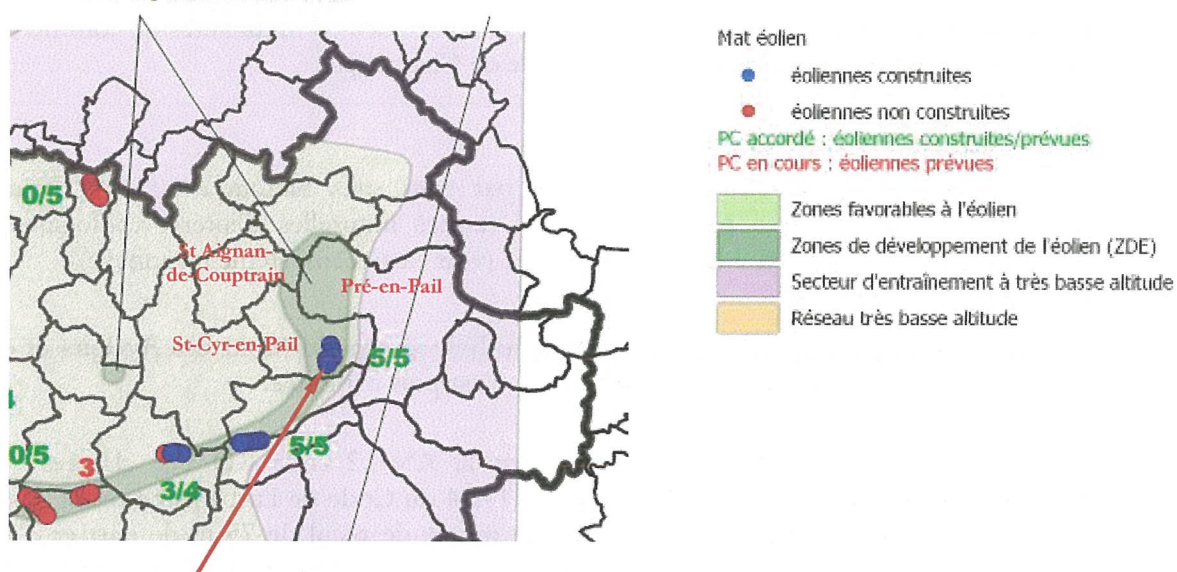 Mat éolien
éoliennes construites
éoliennes non construites
PC accordé : éoliennes construites/prévues
PC en cours : éoliennes prévues
Zones favorables à l'éolien
Zones de développement de l'éolien (ZDE)
Secteur d'entraînement à très basse altitude
Réseau très basse altitude
0/5
St Aignan-
de-Couptrain
Pré-en-Pail
St-Cyr-en-Pail
5/5
5/5
0/5
3
3/4